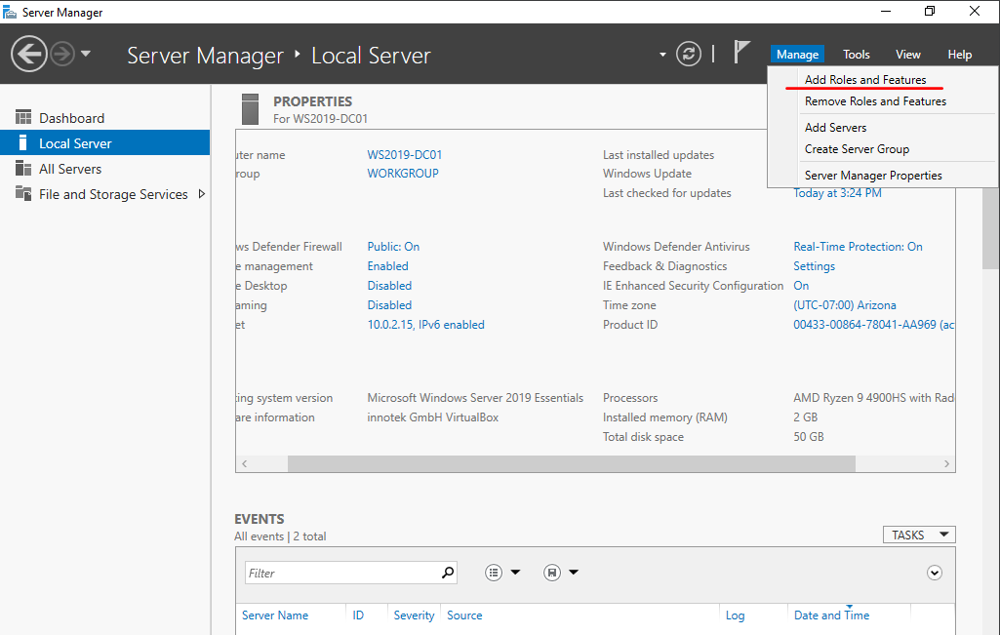 Server Manager
Server Manager ‣ Local Server
Manage Tools View Help
Add Roles and Features
Remove Roles and Features
Add Servers
Create Server Group
Server Manager Properties
Dashboard
Local Server
All Servers
File and Storage Services
PROPERTIES
For WS2019-DC01
uter name WS2019-DC01 Last installed updates
roup WORKGROUP Windows Update
Last checked for updates Today at 3:24 PM
ws Defender Firewall Public: On Windows Defender Antivirus Real-Time Protection: On
e management Enabled Feedback & Diagnostics Settings
e Desktop Disabled IE Enhanced Security Configuration On
aming Disabled Time zone (UTC-07:00) Arizona
et 10.0.2.15, IPv6 enabled Product ID 00433-00864-78041-AA969 (ac
ting system version Microsoft Windows Server 2019 Essentials Processors AMD Ryzen 9 4900HS with Rad
are information innotek GmbH VirtualBox Installed memory (RAM) 2 GB
Total disk space 50 GB
EVENTS
All events | 2 total
TASKS
Filter
Server Name ID Severity Source Log Date and Time